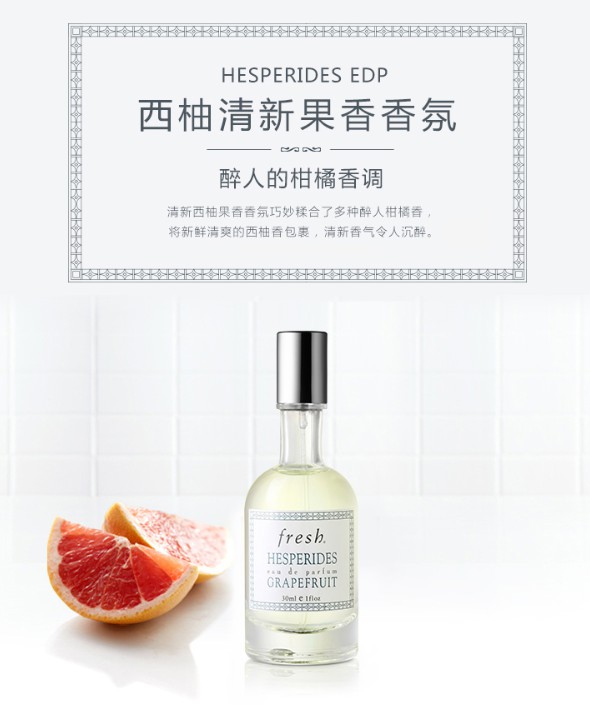 HESPERIDES EDP
西柚清新果香香氛
醉人的柑橘香调
清新西柚果香香氛巧妙糅合了多种醉人柑橘香，
将新鲜清爽的西柚香包裹，清新香气令人沉醉。
fresh.
HESPERIDES
eau de parfum
GRAPEFRUIT
30ml e 1floz